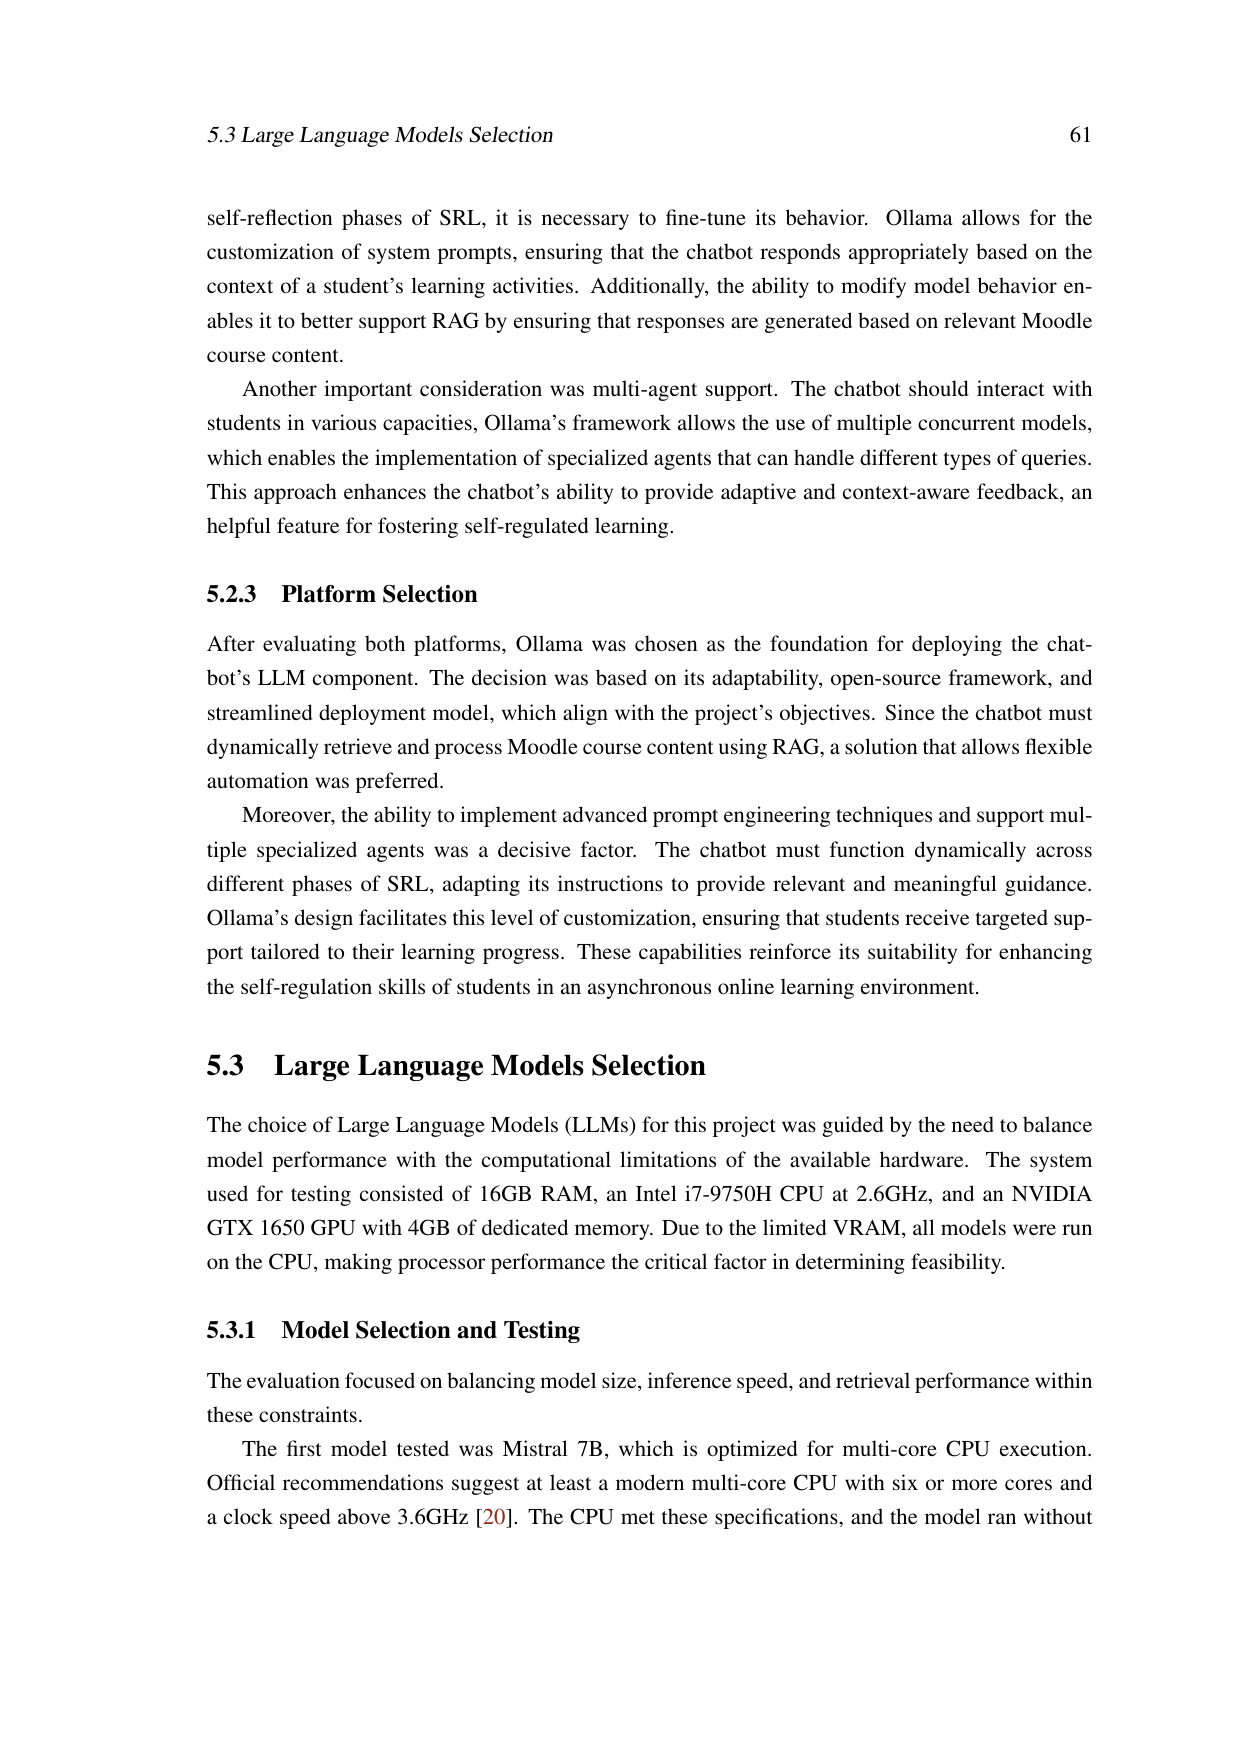 5.3 Large Language Models Selection 61
self-reflection phases of SRL, it is necessary to fine-tune its behavior. Ollama allows for the
customization of system prompts, ensuring that the chatbot responds appropriately based on the
context of a student’s learning activities. Additionally, the ability to modify model behavior en-
ables it to better support RAG by ensuring that responses are generated based on relevant Moodle
course content.
Another important consideration was multi-agent support. The chatbot should interact with
students in various capacities, Ollama’s framework allows the use of multiple concurrent models,
which enables the implementation of specialized agents that can handle different types of queries.
This approach enhances the chatbot’s ability to provide adaptive and context-aware feedback, an
helpful feature for fostering self-regulated learning.
5.2.3 Platform Selection
After evaluating both platforms, Ollama was chosen as the foundation for deploying the chat-
bot’s LLM component. The decision was based on its adaptability, open-source framework, and
streamlined deployment model, which align with the project’s objectives. Since the chatbot must
dynamically retrieve and process Moodle course content using RAG, a solution that allows flexible
automation was preferred.
Moreover, the ability to implement advanced prompt engineering techniques and support mul-
tiple specialized agents was a decisive factor. The chatbot must function dynamically across
different phases of SRL, adapting its instructions to provide relevant and meaningful guidance.
Ollama’s design facilitates this level of customization, ensuring that students receive targeted sup-
port tailored to their learning progress. These capabilities reinforce its suitability for enhancing
the self-regulation skills of students in an asynchronous online learning environment.
5.3 Large Language Models Selection
The choice of Large Language Models (LLMs) for this project was guided by the need to balance
model performance with the computational limitations of the available hardware. The system
used for testing consisted of 16GB RAM, an Intel i7-9750H CPU at 2.6GHz, and an NVIDIA
GTX 1650 GPU with 4GB of dedicated memory. Due to the limited VRAM, all models were run
on the CPU, making processor performance the critical factor in determining feasibility.
5.3.1 Model Selection and Testing
The evaluation focused on balancing model size, inference speed, and retrieval performance within
these constraints.
The first model tested was Mistral 7B, which is optimized for multi-core CPU execution.
Official recommendations suggest at least a modern multi-core CPU with six or more cores and
a clock speed above 3.6GHz [20]. The CPU met these specifications, and the model ran without